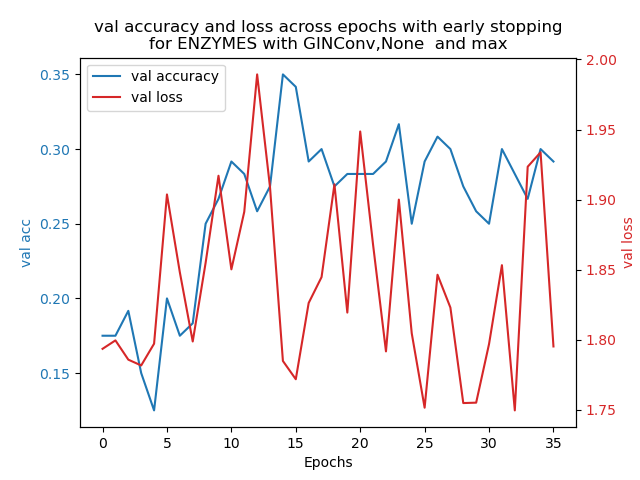 val accuracy and loss across epochs with early stopping
for ENZYMES with GINConv,None  and max
val accuracy
val loss
0.35
0.30
0.25
0.20
0.15
val acc
2.00
1.95
1.90
1.85
1.80
1.75
val loss
0 5 10 15 20 25 30 35
Epochs